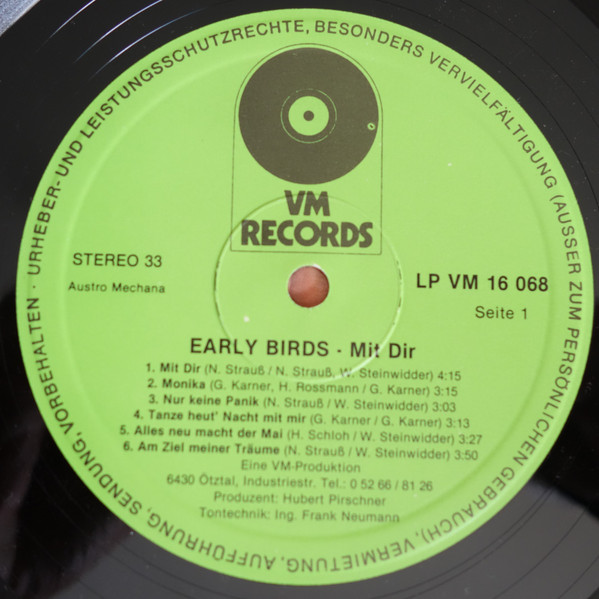 URHEBER- UND LEISTUNGSSCHUTZRECHTE, BESONDERS VERVIELFÄLTIGUNG (AUSSER ZUM PERSÖNLICHEN GEBRAUCH), VERMIETUNG, AUFFÜHRUNG, SENDUNG, VORBEHALTEN ·
VM
RECORDS
STEREO 33
Austro Mechana
LP VM 16 068
Seite 1
EARLY BIRDS - Mit Dir
1. Mit Dir (N. Strauß / N. Strauß, W. Steinwidder) 4:15
2. Monika (G. Karner, H. Rossmann / G. Karner) 3:15
3. Nur keine Panik (N. Strauß / W. Steinwidder) 3:03
4. Tanze heut' Nacht mit mir (G. Karner / G. Karner) 3:13
5. Alles neu macht der Mai (H. Schloh / W. Steinwidder) 3:27
6. Am Ziel meiner Träume (N. Strauß / W. Steinwidder) 3:50
Eine VM-Produktion
6430 Ötztal, Industriestr. Tel.: 0 52 66 / 81 26
Produzent: Hubert Pirschner
Tontechnik: Ing. Frank Neumann